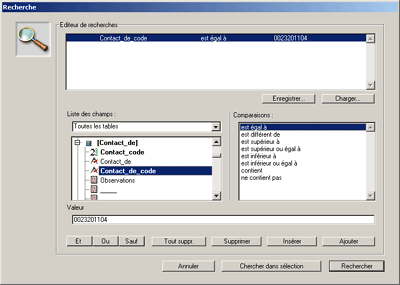 Recherche
Editeur de recherches
Contact_de_code est égal à 0023201104
Enregistrer... Charger...
Liste des champs :
Toutes les tables
[Contact_de]
Contact_code
Contact_de
Contact_de_code
Observations
Comparaisons :
est égal à
est différent de
est supérieur à
est supérieur ou égal à
est inférieur à
est inférieur ou égal à
contient
ne contient pas
Valeur
0023201104
Et Ou Sauf Tout suppr. Supprimer Insérer Ajouter
Annuler Chercher dans sélection Rechercher